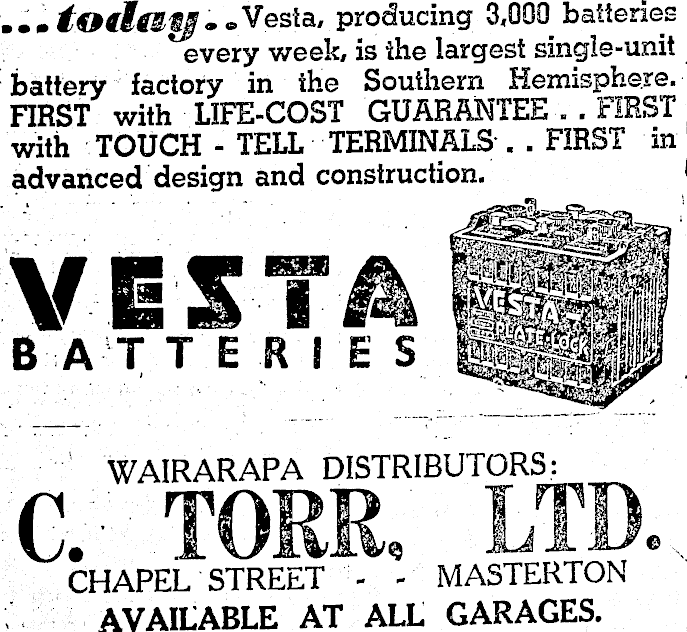 ...today..Vesta, producing 3,000 batteries
every week, is the largest single-unit
battery factory in the Southern Hemisphere.
FIRST with LIFE-COST GUARANTEE . . FIRST
with TOUCH - TELL TERMINALS . . FIRST in
advanced design and construction.
VESTA
BATTERIES
VESTA
PLATE-LOCK
WAIRARAPA DISTRIBUTORS:
C. TORR, LTD.
CHAPEL STREET - - MASTERTON
AVAILABLE AT ALL GARAGES.